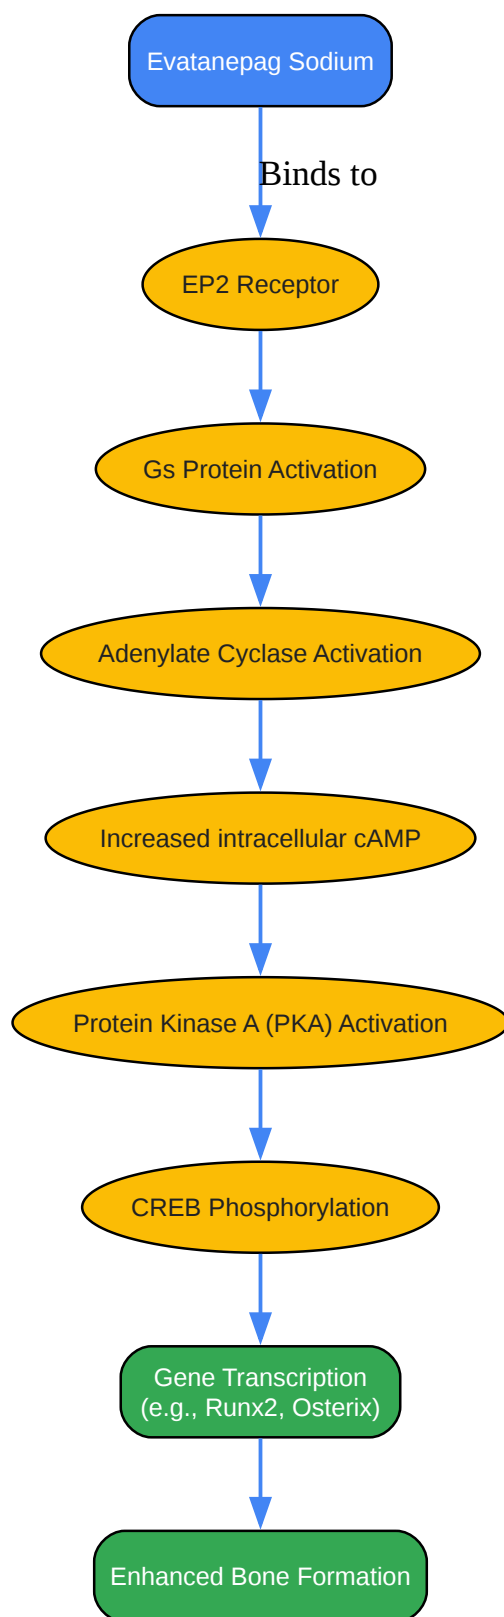 Evatanepag Sodium
Binds to
EP2 Receptor
Gs Protein Activation
Adenylate Cyclase Activation
Increased intracellular cAMP
Protein Kinase A (PKA) Activation
CREB Phosphorylation
Gene Transcription
(e.g., Runx2, Osterix)
Enhanced Bone Formation